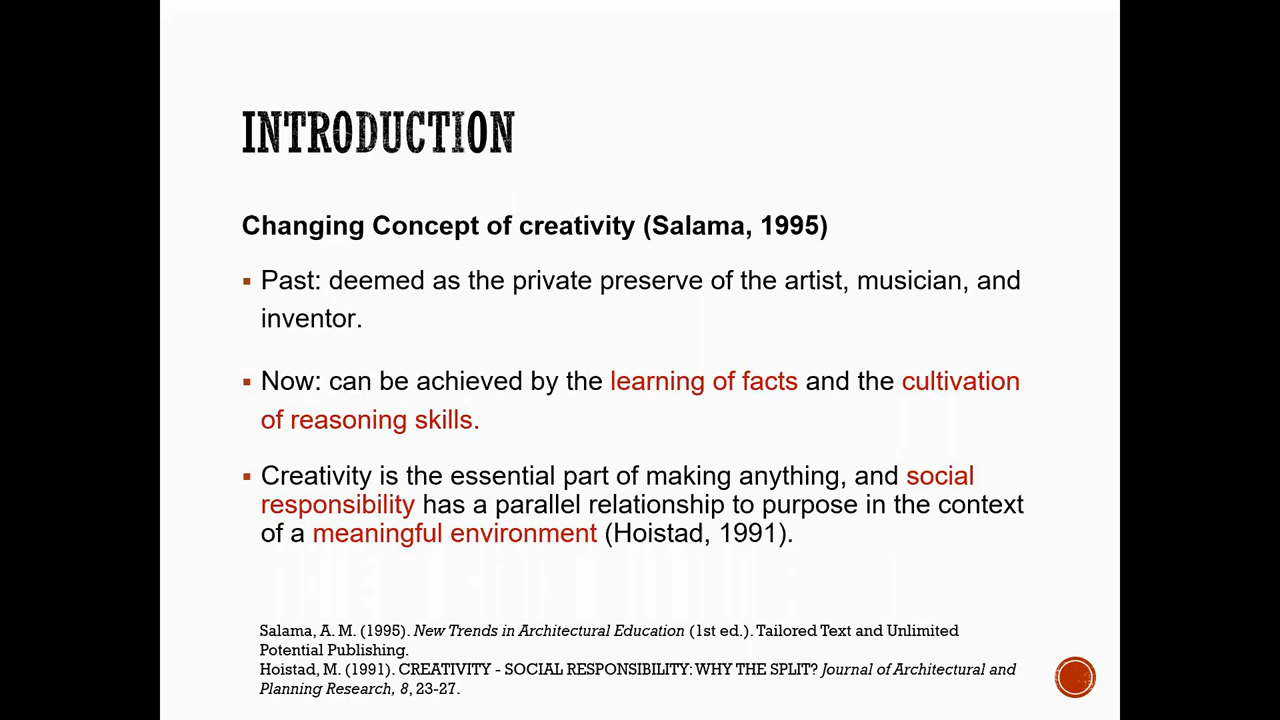 INTRODUCTION
Changing Concept of creativity (Salama, 1995)
▪ Past: deemed as the private preserve of the artist, musician, and
inventor.
▪ Now: can be achieved by the learning of facts and the cultivation
of reasoning skills.
▪ Creativity is the essential part of making anything, and social
responsibility has a parallel relationship to purpose in the context
of a meaningful environment (Hoistad, 1991).
Salama, A. M. (1995). New Trends in Architectural Education (1st ed.). Tailored Text and Unlimited
Potential Publishing.
Hoistad, M. (1991). CREATIVITY - SOCIAL RESPONSIBILITY: WHY THE SPLIT? Journal of Architectural and
Planning Research, 8, 23-27.